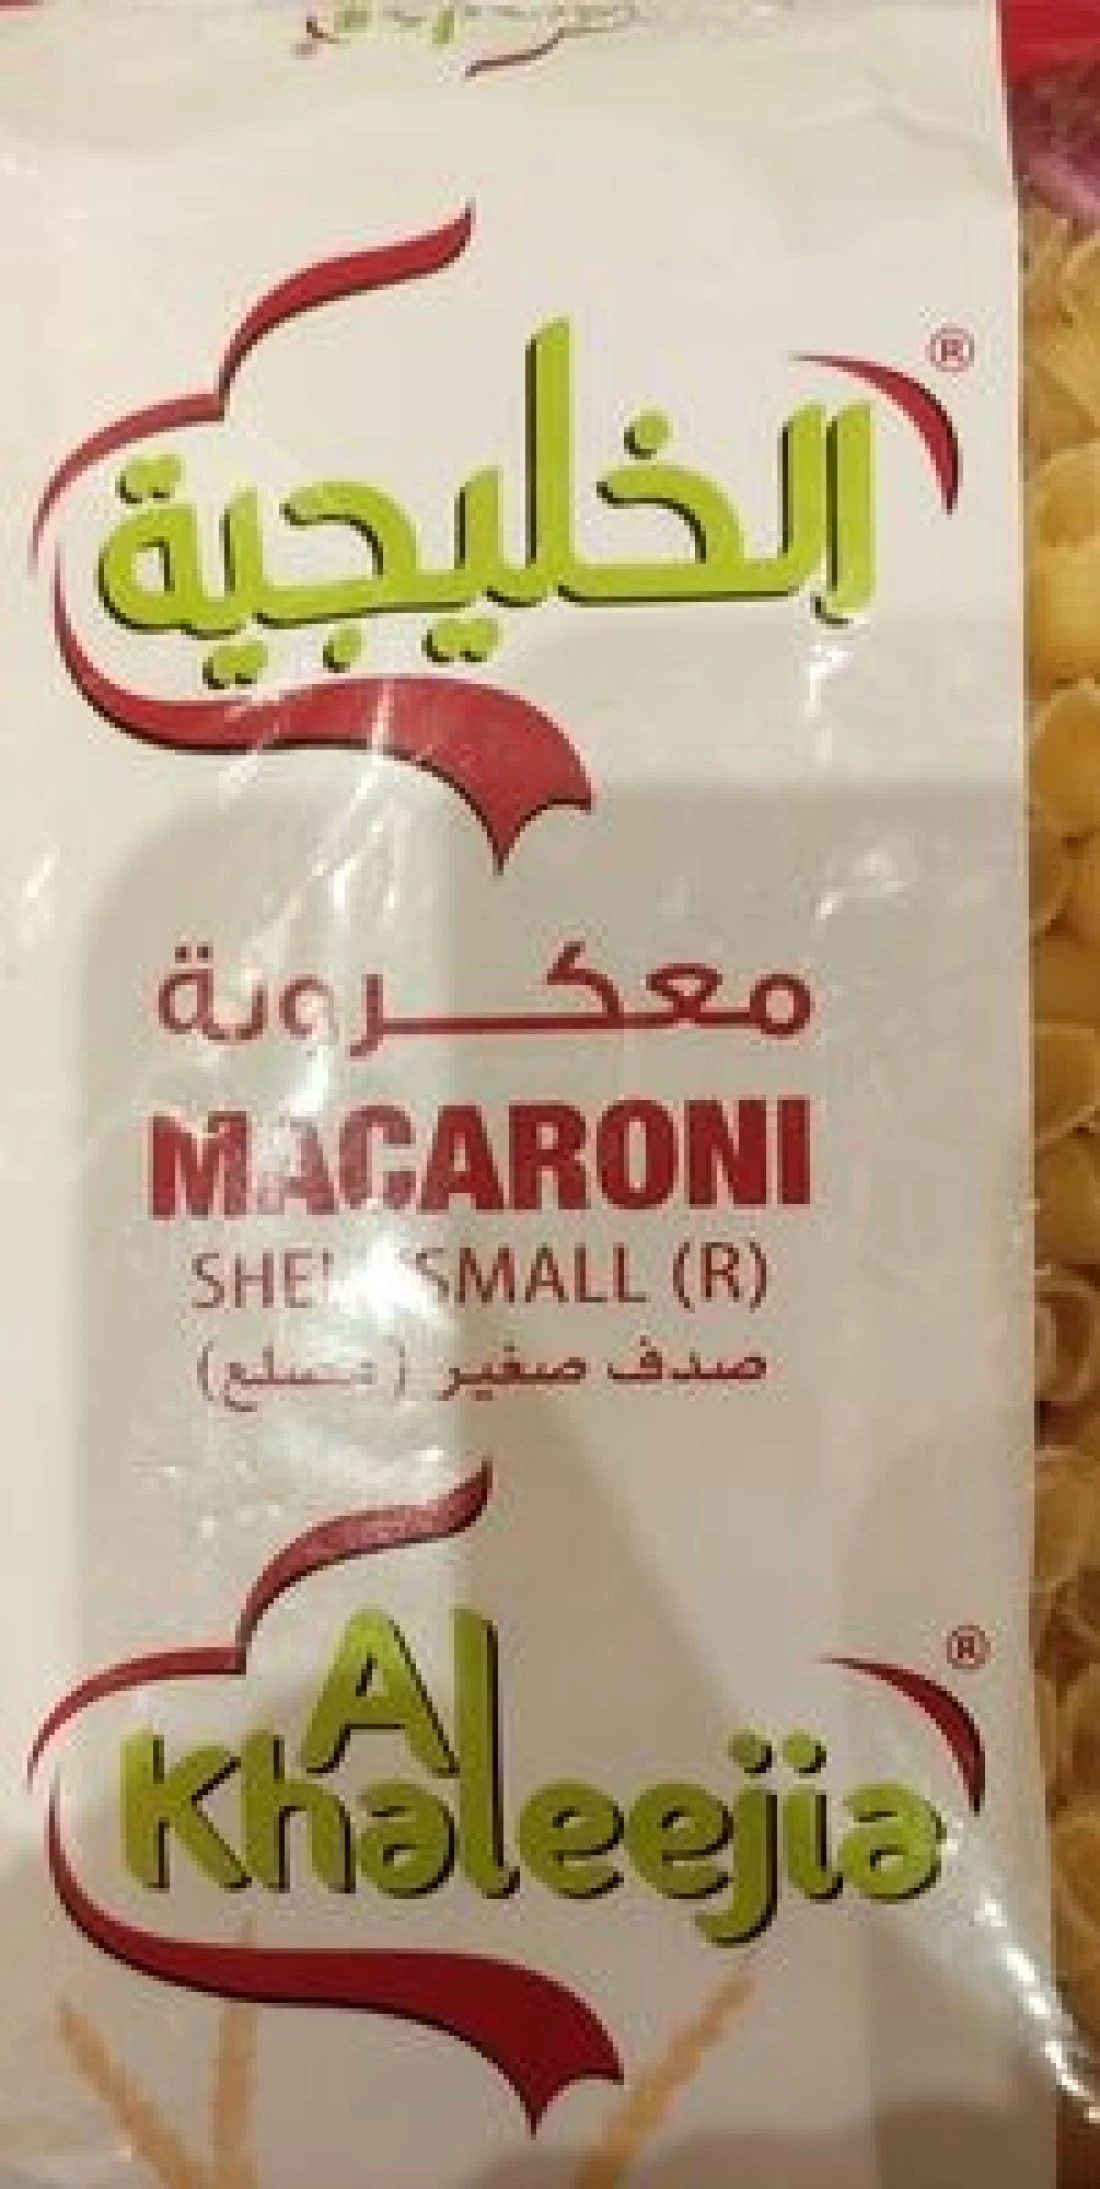 الخليجية ®
معكرونة
MACARONI
SMALL (R)
صدف صغير
Al
Khaleejia ®